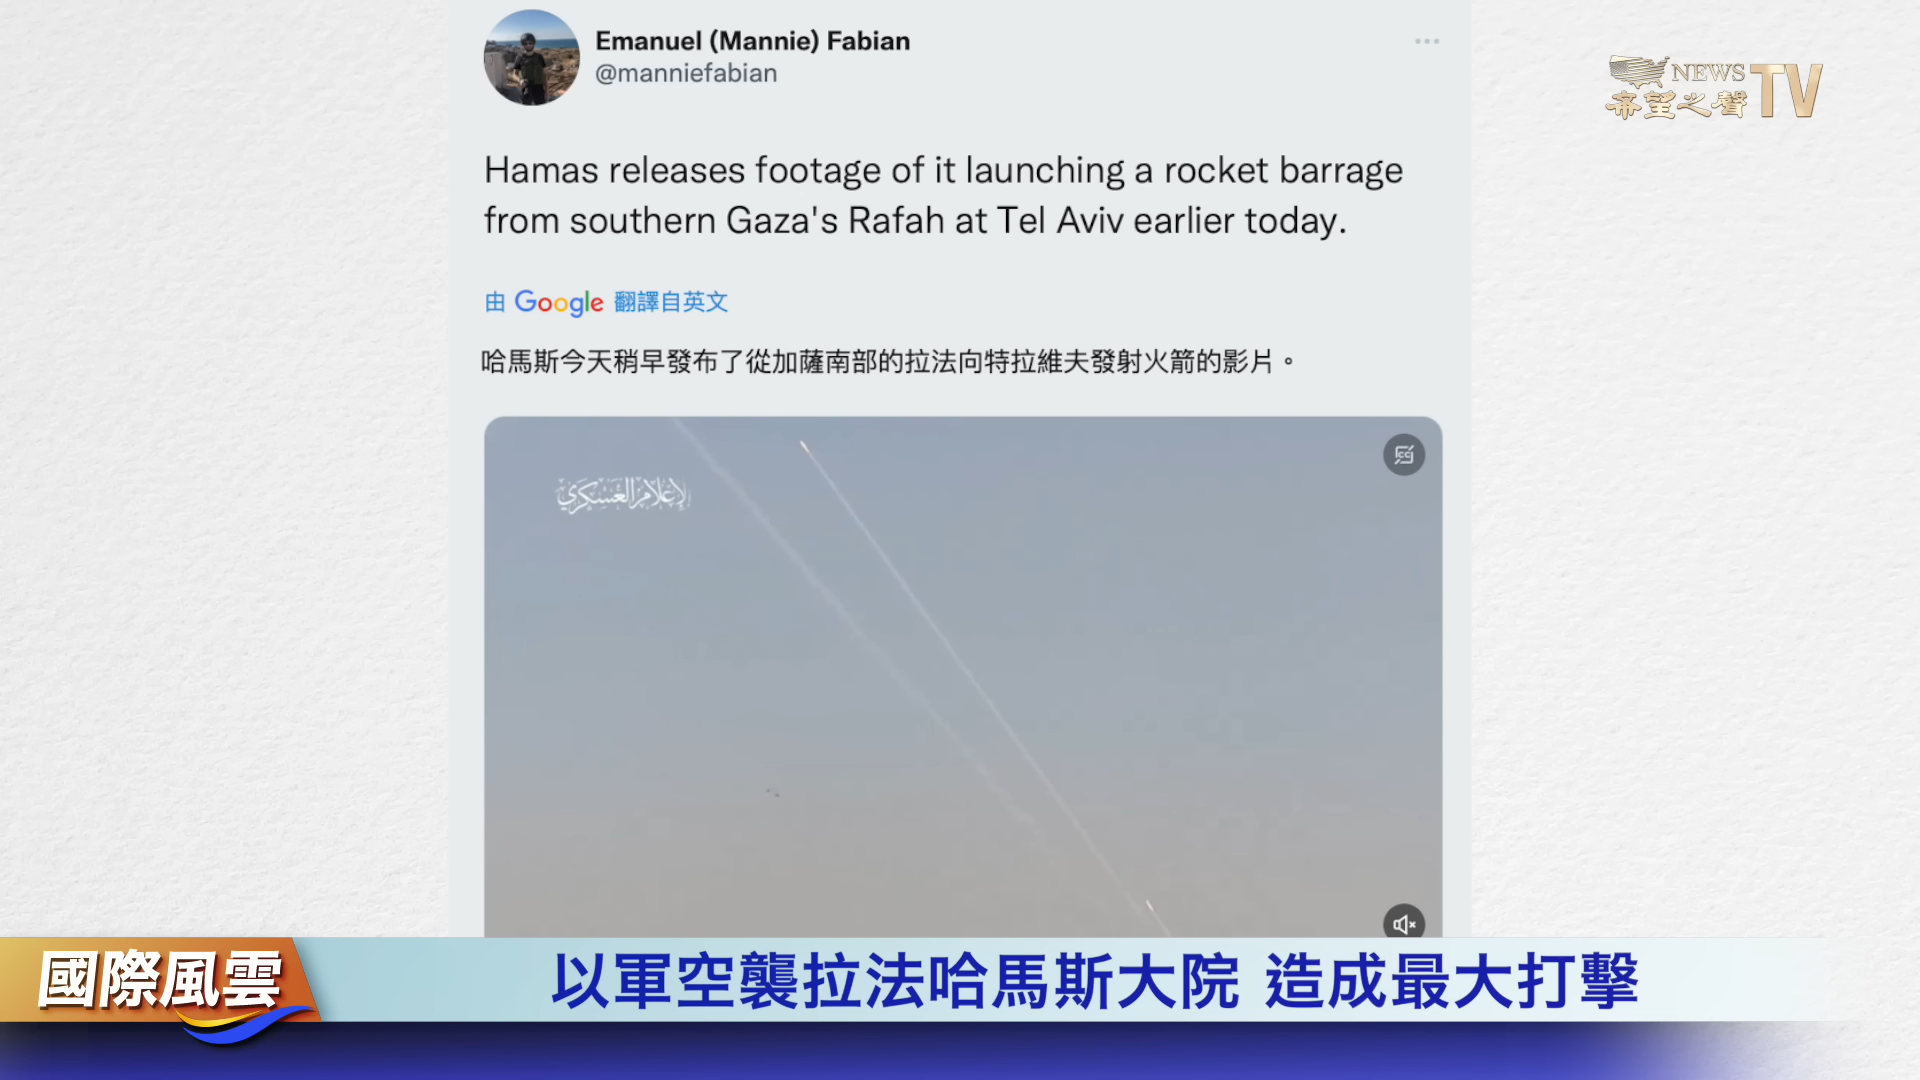 Emanuel (Mannie) Fabian
@manniefabian
NEWS
希望之聲TV
Hamas releases footage of it launching a rocket barrage
from southern Gaza's Rafah at Tel Aviv earlier today.
由 Google 翻譯自英文
哈馬斯今天稍早發布了從加薩南部的拉法向特拉維夫發射火箭的影片。
الإعلام العسكري
CC
國際風雲
以軍空襲拉法哈馬斯大院 造成最大打擊